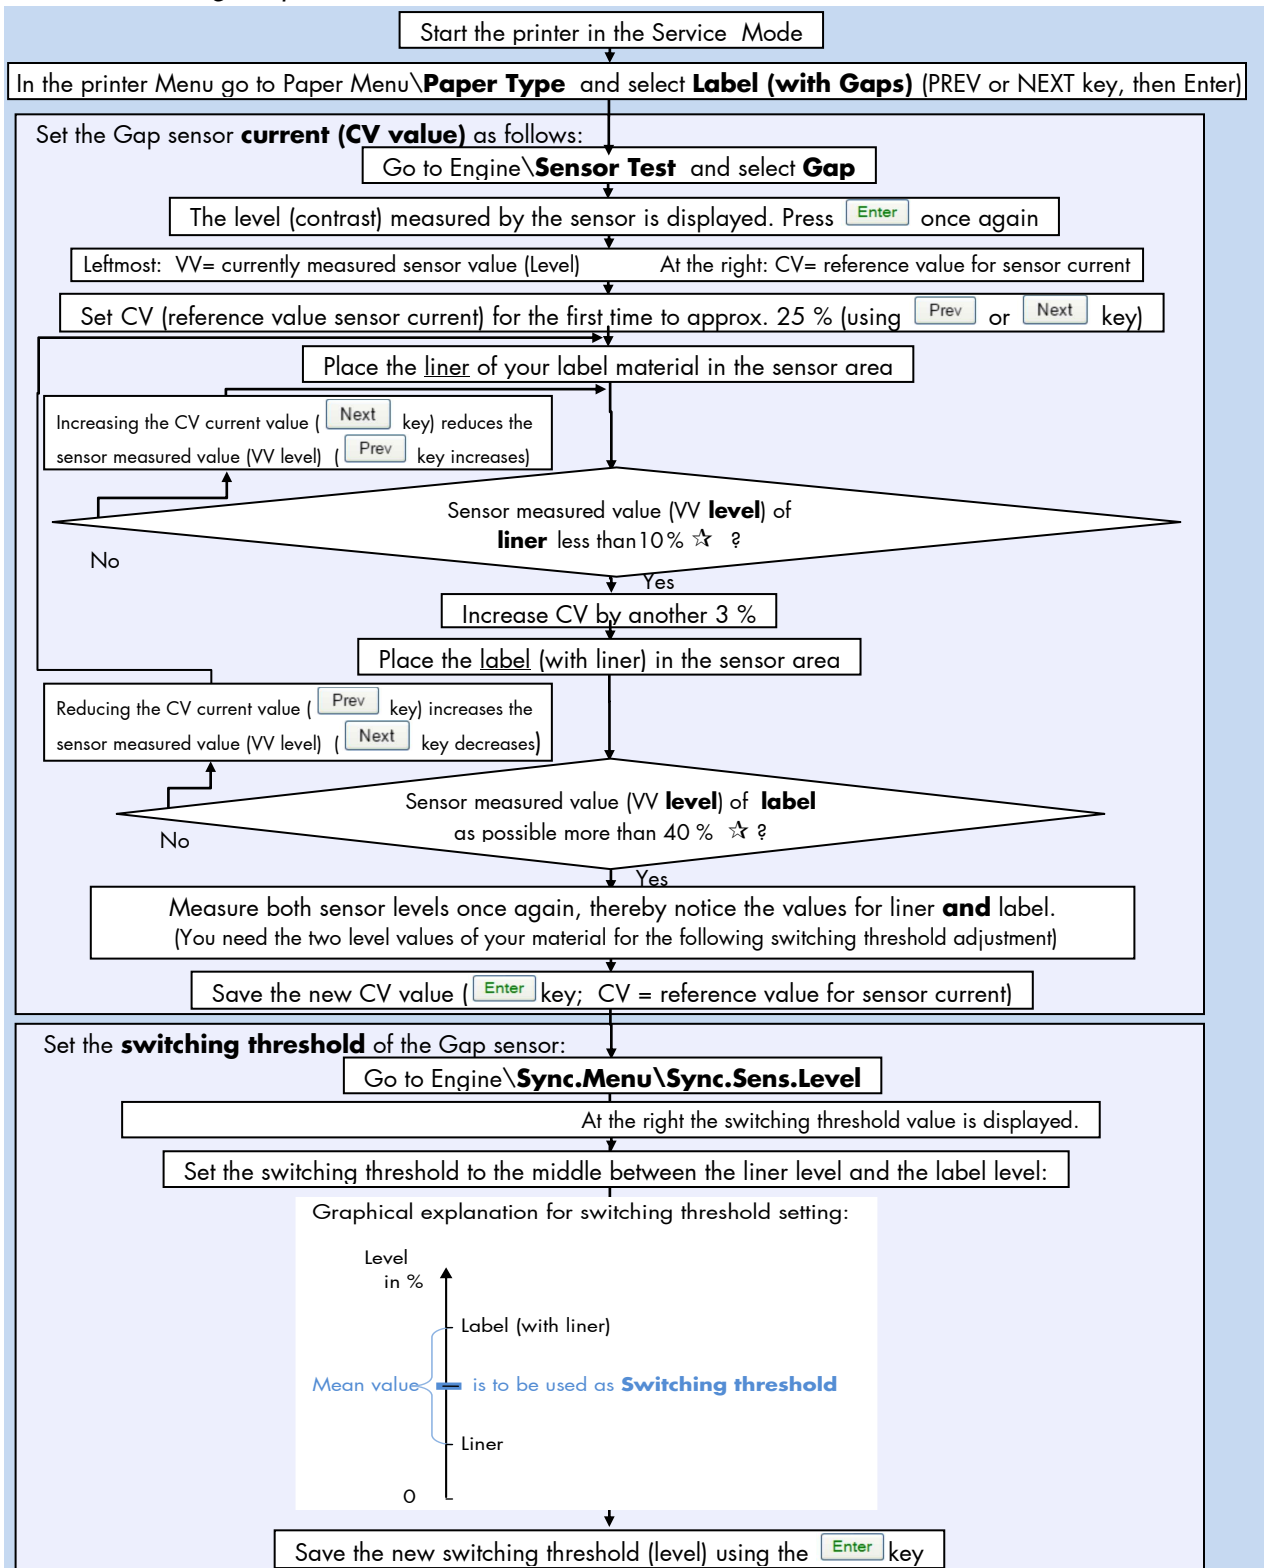 Start the printer in the Service Mode
In the printer Menu go to Paper Menu\Paper Type and select Label (with Gaps) (PREV or NEXT key, then Enter)
Set the Gap sensor current (CV value) as follows:
Go to Engine\Sensor Test and select Gap
The level (contrast) measured by the sensor is displayed. Press Enter once again
Leftmost: VV= currently measured sensor value (Level) At the right: CV= reference value for sensor current
Set CV (reference value sensor current) for the first time to approx. 25 % (using Prev or Next key)
Place the liner of your label material in the sensor area
Increasing the CV current value ( Next key) reduces the
sensor measured value (VV level) ( Prev key increases)
Sensor measured value (VV level) of
liner less than10% ☆ ?
No
Yes
Increase CV by another 3 %
Place the label (with liner) in the sensor area
Reducing the CV current value ( Prev key) increases the
sensor measured value (VV level) ( Next key decreases)
Sensor measured value (VV level) of label
as possible more than 40 % ☆ ?
No
Yes
Measure both sensor levels once again, thereby notice the values for liner and label.
(You need the two level values of your material for the following switching threshold adjustment)
Save the new CV value ( Enter key; CV = reference value for sensor current)
Set the switching threshold of the Gap sensor:
Go to Engine\Sync.Menu\Sync.Sens.Level
At the right the switching threshold value is displayed.
Set the switching threshold to the middle between the liner level and the label level:
Graphical explanation for switching threshold setting:
Level
in %
Label (with liner)
Mean value is to be used as Switching threshold
Liner
0
Save the new switching threshold (level) using the Enter key